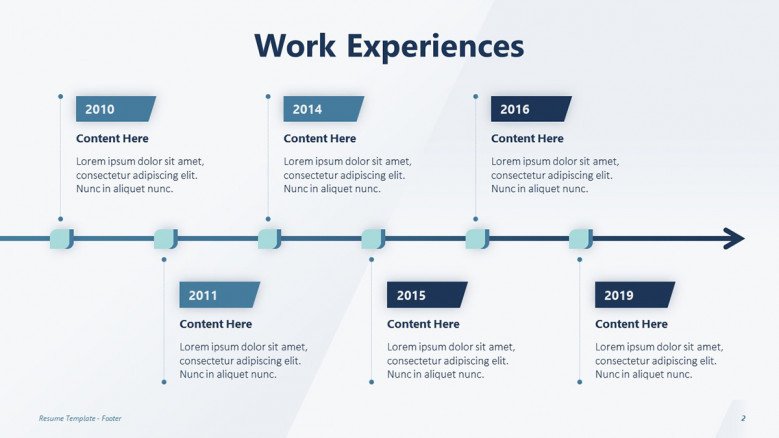 Work Experiences
2010
Content Here
Lorem ipsum dolor sit amet,
consectetur adipiscing elit.
Nunc in aliquet nunc.
2014
Content Here
Lorem ipsum dolor sit amet,
consectetur adipiscing elit.
Nunc in aliquet nunc.
2016
Content Here
Lorem ipsum dolor sit amet,
consectetur adipiscing elit.
Nunc in aliquet nunc.
2011
Content Here
Lorem ipsum dolor sit amet,
consectetur adipiscing elit.
Nunc in aliquet nunc.
2015
Content Here
Lorem ipsum dolor sit amet,
consectetur adipiscing elit.
Nunc in aliquet nunc.
2019
Content Here
Lorem ipsum dolor sit amet,
consectetur adipiscing elit.
Nunc in aliquet nunc.
Resume Template - Footer
2